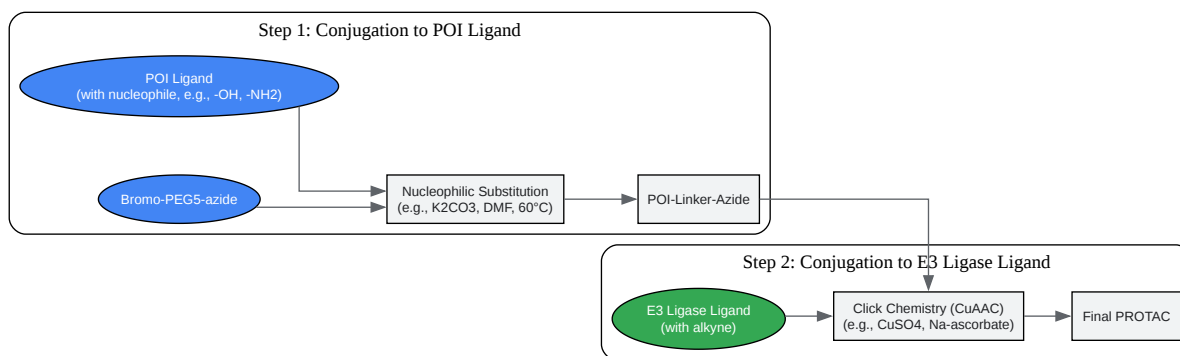 Step 1: Conjugation to POI Ligand
POI Ligand
(with nucleophile, e.g., -OH, -NH2)
Bromo-PEG5-azide
Nucleophilic Substitution
(e.g., K2CO3, DMF, 60°C)
POI-Linker-Azide
Step 2: Conjugation to E3 Ligase Ligand
E3 Ligase Ligand
(with alkyne)
Click Chemistry (CuAAC)
(e.g., CuSO4, Na-ascorbate)
Final PROTAC